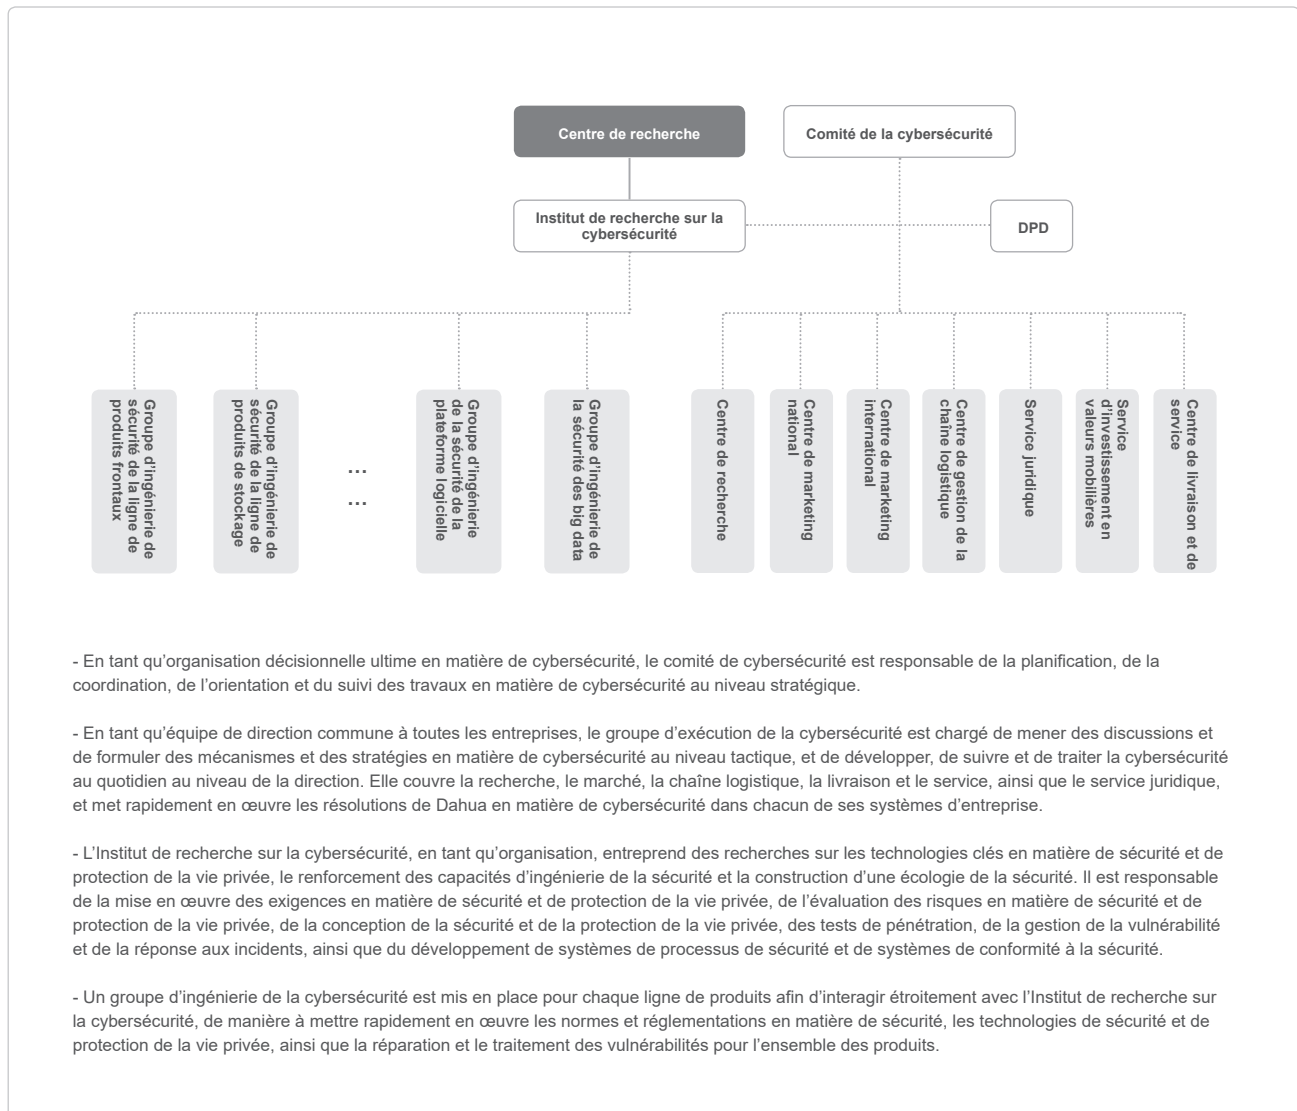 Centre de recherche
Comité de la cybersécurité
Institut de recherche sur la
cybersécurité
DPD
Groupe d'ingénierie de
sécurité de la ligne de
produits frontaux
Groupe d'ingénierie de
sécurité de la ligne de
produits de stockage
...
...
Groupe d'ingénierie
de la sécurité de la
plateforme logicielle
Groupe d'ingénierie de
la sécurité des big data
Centre de recherche
Centre de marketing
national
Centre de marketing
international
Centre de gestion de la
chaîne logistique
Service juridique
Service
d'investissement en
valeurs mobilières
Centre de livraison et de
service
- En tant qu’organisation décisionnelle ultime en matière de cybersécurité, le comité de cybersécurité est responsable de la planification, de la
coordination, de l’orientation et du suivi des travaux en matière de cybersécurité au niveau stratégique.
- En tant qu’équipe de direction commune à toutes les entreprises, le groupe d’exécution de la cybersécurité est chargé de mener des discussions et
de formuler des mécanismes et des stratégies en matière de cybersécurité au niveau tactique, et de développer, de suivre et de traiter la cybersécurité
au quotidien au niveau de la direction. Elle couvre la recherche, le marché, la chaîne logistique, la livraison et le service, ainsi que le service juridique,
et met rapidement en œuvre les résolutions de Dahua en matière de cybersécurité dans chacun de ses systèmes d’entreprise.
- L’Institut de recherche sur la cybersécurité, en tant qu’organisation, entreprend des recherches sur les technologies clés en matière de sécurité et de
protection de la vie privée, le renforcement des capacités d’ingénierie de la sécurité et la construction d’une écologie de la sécurité. Il est responsable
de la mise en œuvre des exigences en matière de sécurité et de protection de la vie privée, de l’évaluation des risques en matière de sécurité et de
protection de la vie privée, de la conception de la sécurité et de la protection de la vie privée, des tests de pénétration, de la gestion de la vulnérabilité
et de la réponse aux incidents, ainsi que du développement de systèmes de processus de sécurité et de systèmes de conformité à la sécurité.
- Un groupe d’ingénierie de la cybersécurité est mis en place pour chaque ligne de produits afin d’interagir étroitement avec l’Institut de recherche sur
la cybersécurité, de manière à mettre rapidement en œuvre les normes et réglementations en matière de sécurité, les technologies de sécurité et de
protection de la vie privée, ainsi que la réparation et le traitement des vulnérabilités pour l’ensemble des produits.